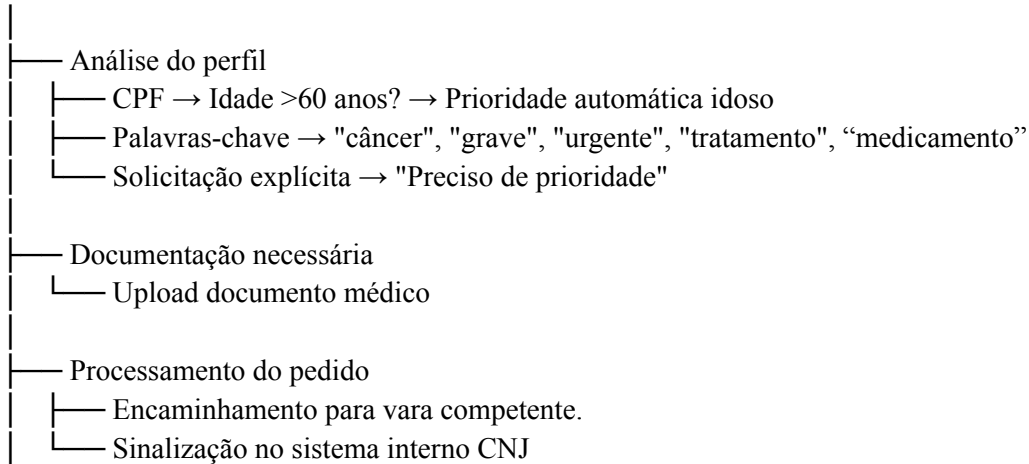 │
├── Análise do perfil
│ ├── CPF → Idade >60 anos? → Prioridade automática idoso
│ ├── Palavras-chave → "câncer", "grave", "urgente", "tratamento", “medicamento”
│ └── Solicitação explícita → "Preciso de prioridade"
│
├── Documentação necessária
│ └── Upload documento médico
│
├── Processamento do pedido
│ ├── Encaminhamento para vara competente.
│ └── Sinalização no sistema interno CNJ